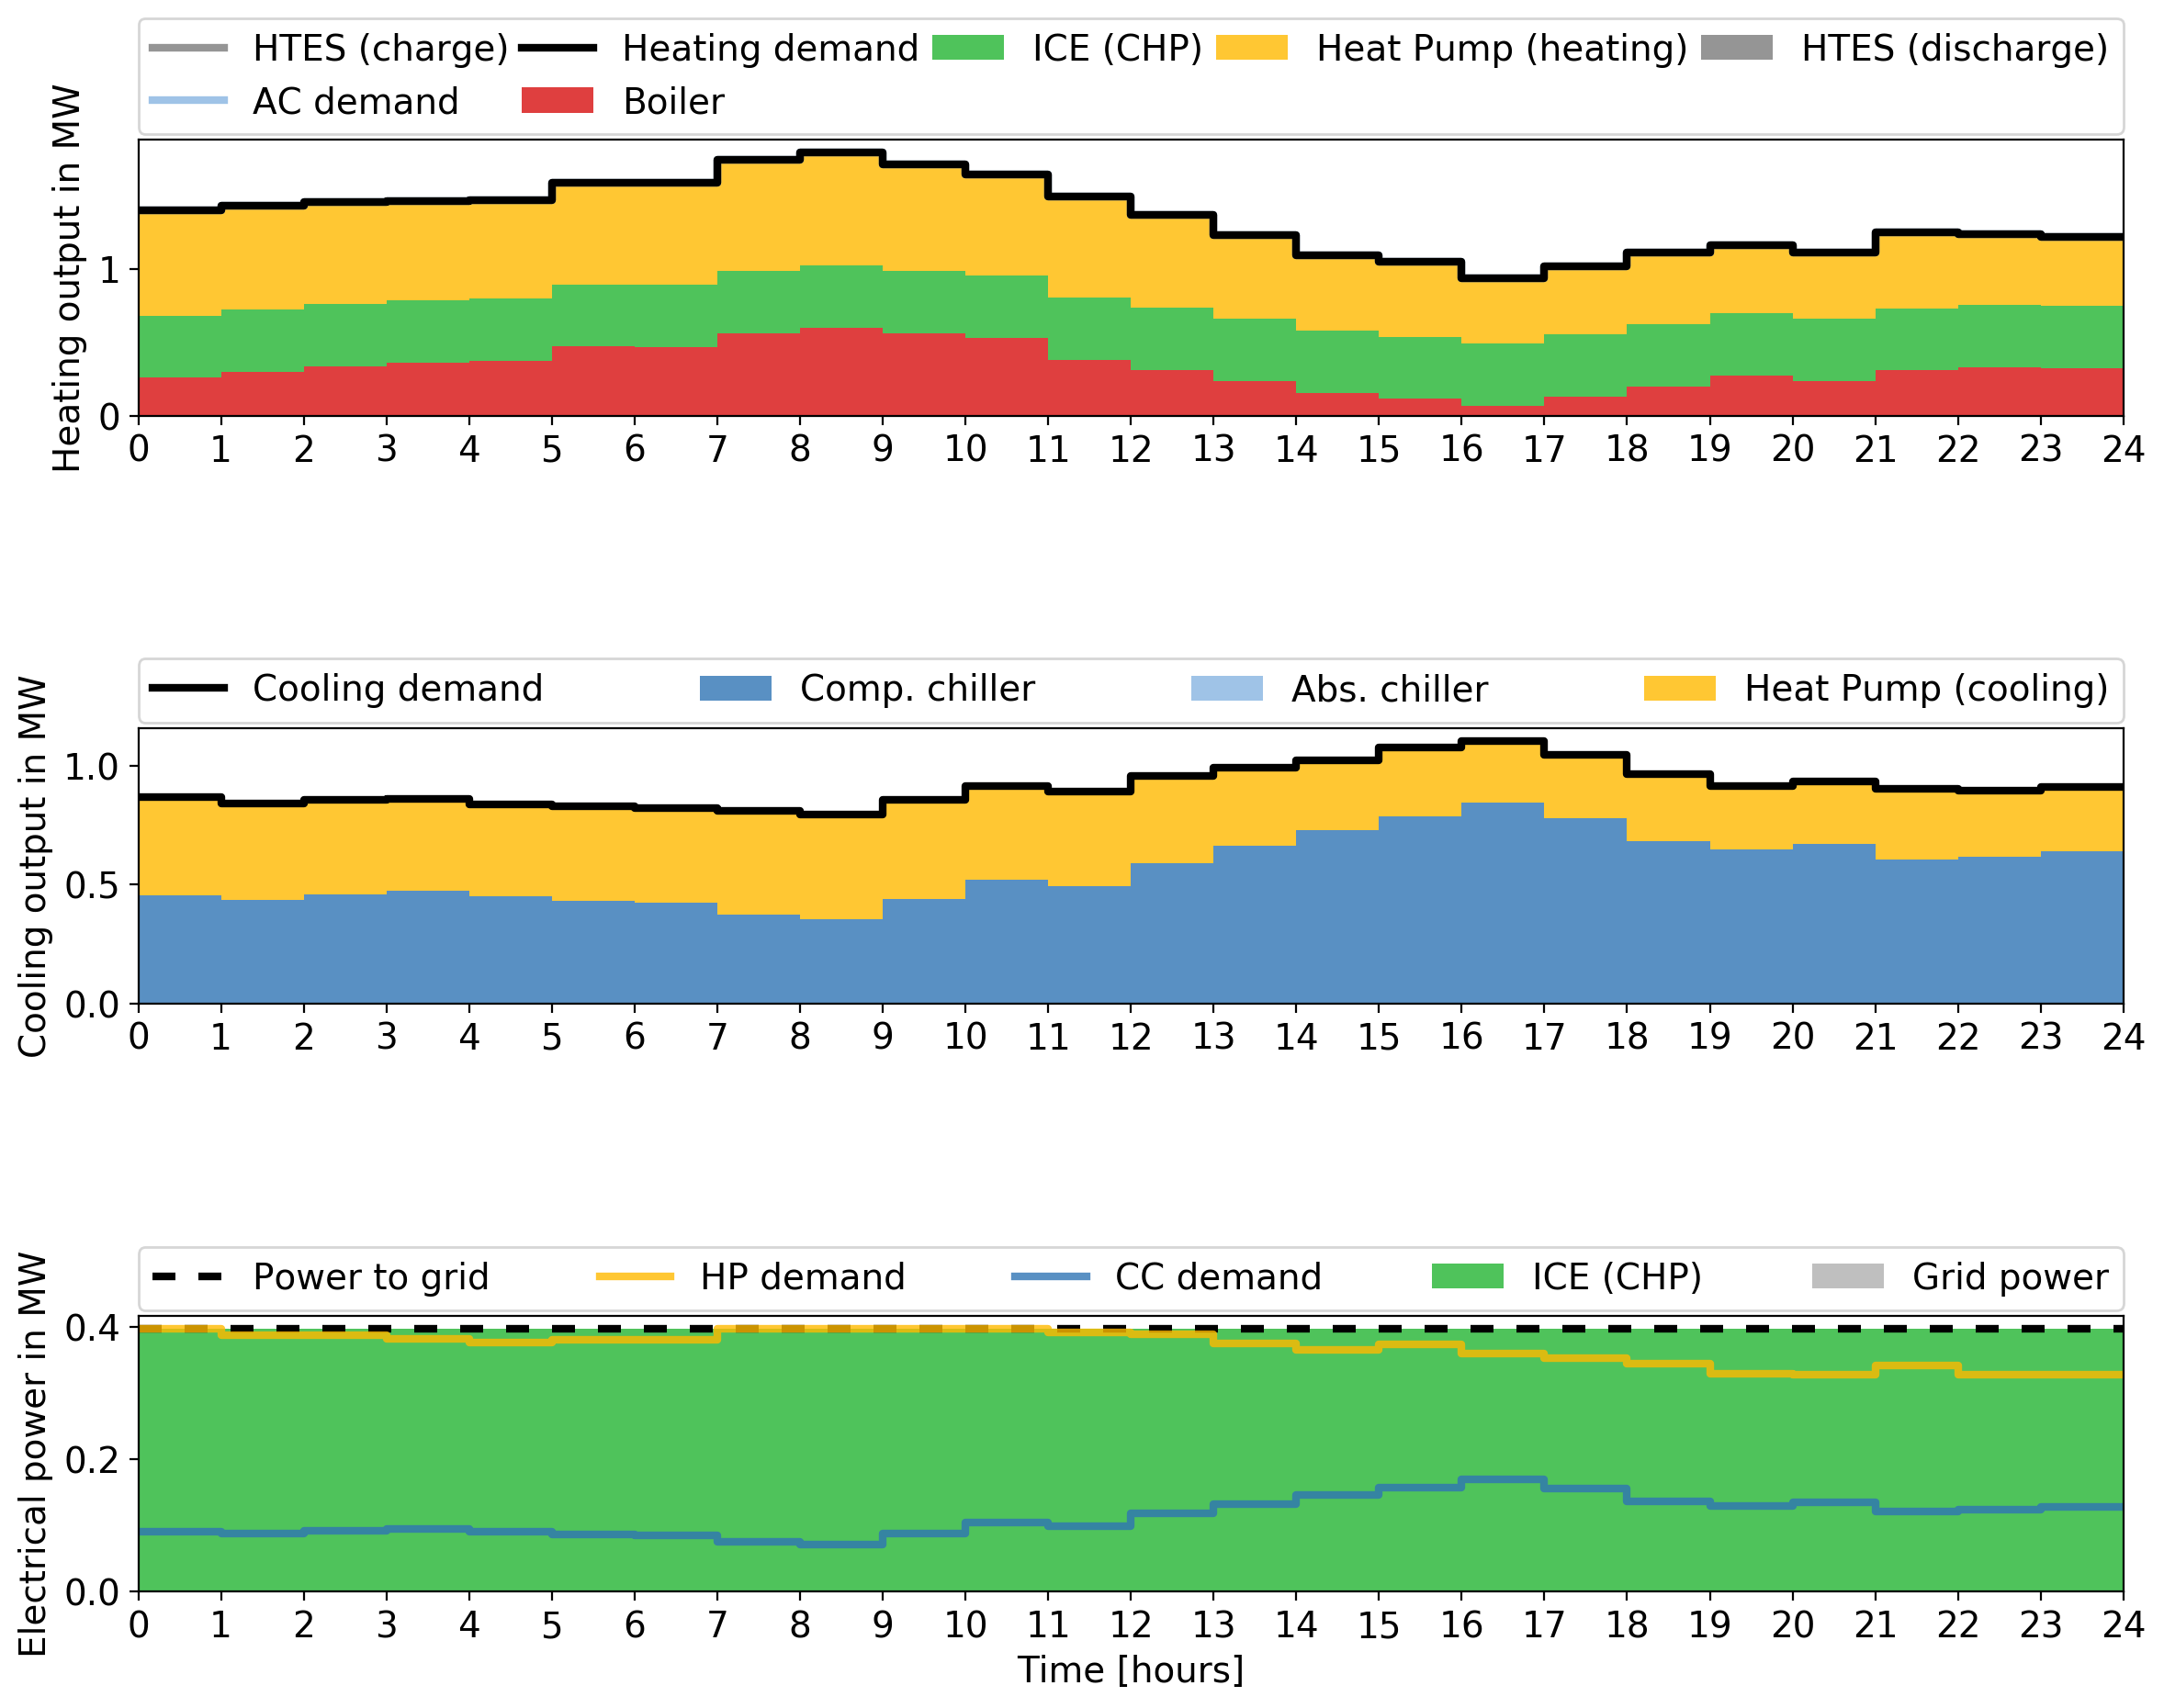 HTES (charge) Heating demand ICE (CHP) Heat Pump (heating) HTES (discharge)
AC demand Boiler
Heating output in MW
1
0
0 1 2 3 4 5 6 7 8 9 10 11 12 13 14 15 16 17 18 19 20 21 22 23 24
Cooling demand Comp. chiller Abs. chiller Heat Pump (cooling)
Cooling output in MW
1.0
0.5
0.0
0 1 2 3 4 5 6 7 8 9 10 11 12 13 14 15 16 17 18 19 20 21 22 23 24
Power to grid HP demand CC demand ICE (CHP) Grid power
Electrical power in MW
0.4
0.2
0.0
0 1 2 3 4 5 6 7 8 9 10 11 12 13 14 15 16 17 18 19 20 21 22 23 24
Time [hours]